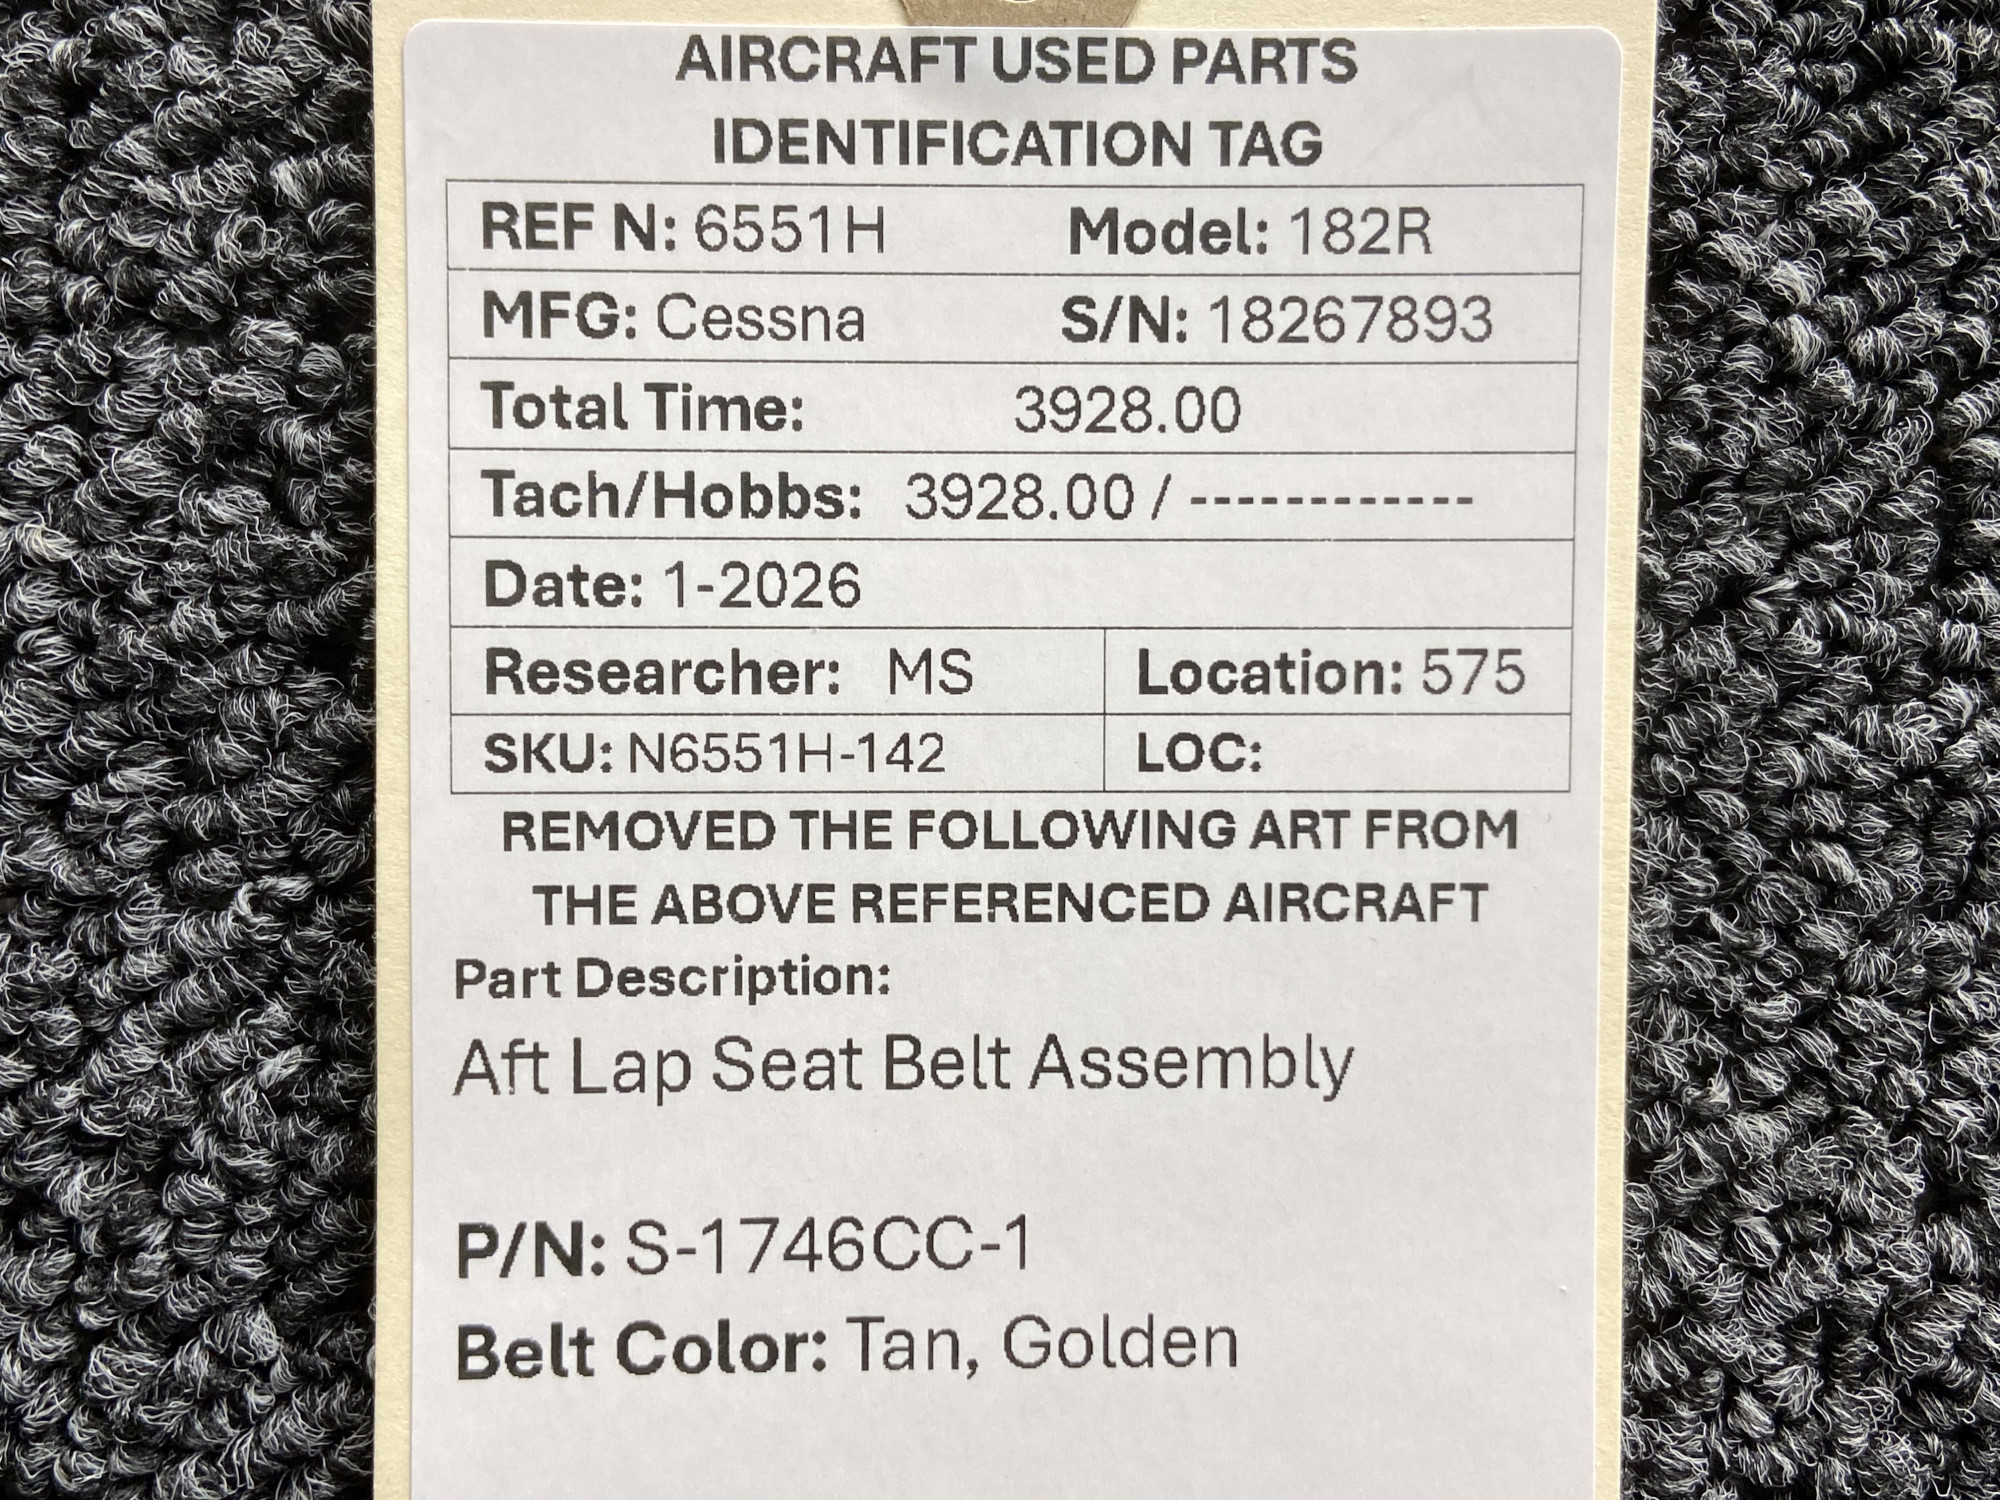 AIRCRAFT USED PARTS
IDENTIFICATION TAG
REF N: 6551H Model: 182R
MFG: Cessna S/N: 18267893
Total Time: 3928.00
Tach/Hobbs: 3928.00 / ------------
Date: 1-2026
Researcher: MS Location: 575
SKU: N6551H-142 LOC:
REMOVED THE FOLLOWING ART FROM
THE ABOVE REFERENCED AIRCRAFT
Part Description:
Aft Lap Seat Belt Assembly
P/N: S-1746CC-1
Belt Color: Tan, Golden